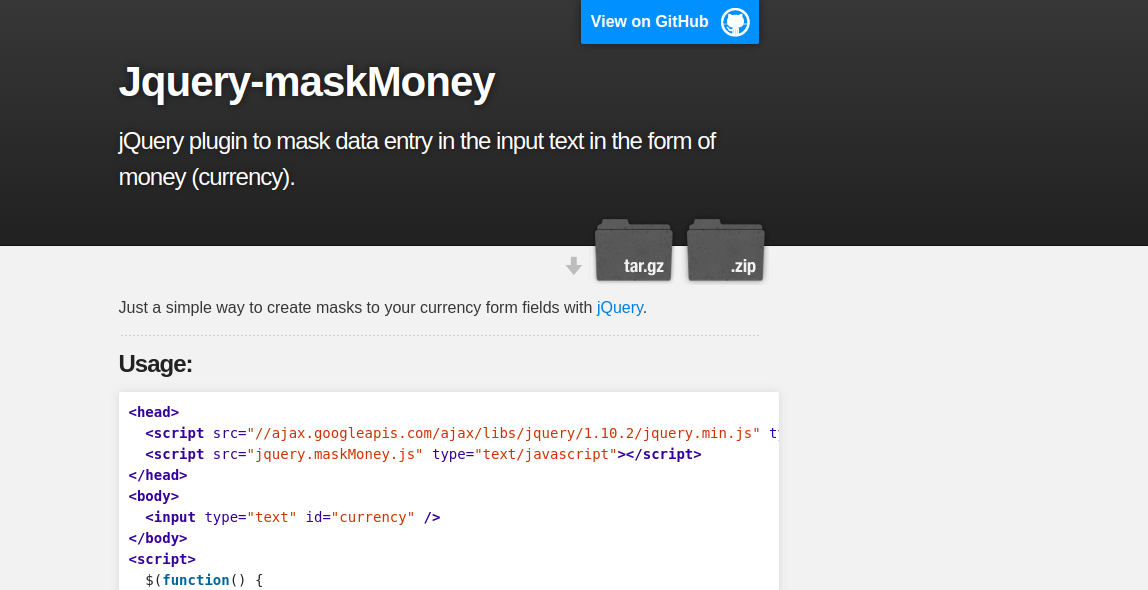 View on GitHub
Jquery-maskMoney
jQuery plugin to mask data entry in the input text in the form of
money (currency).
tar.gz
.zip
Just a simple way to create masks to your currency form fields with jQuery.
Usage:
<head>
  <script src="//ajax.googleapis.com/ajax/libs/jquery/1.10.2/jquery.min.js" ty
  <script src="jquery.maskMoney.js" type="text/javascript"></script>
</head>
<body>
  <input type="text" id="currency" />
</body>
<script>
  $(function() {